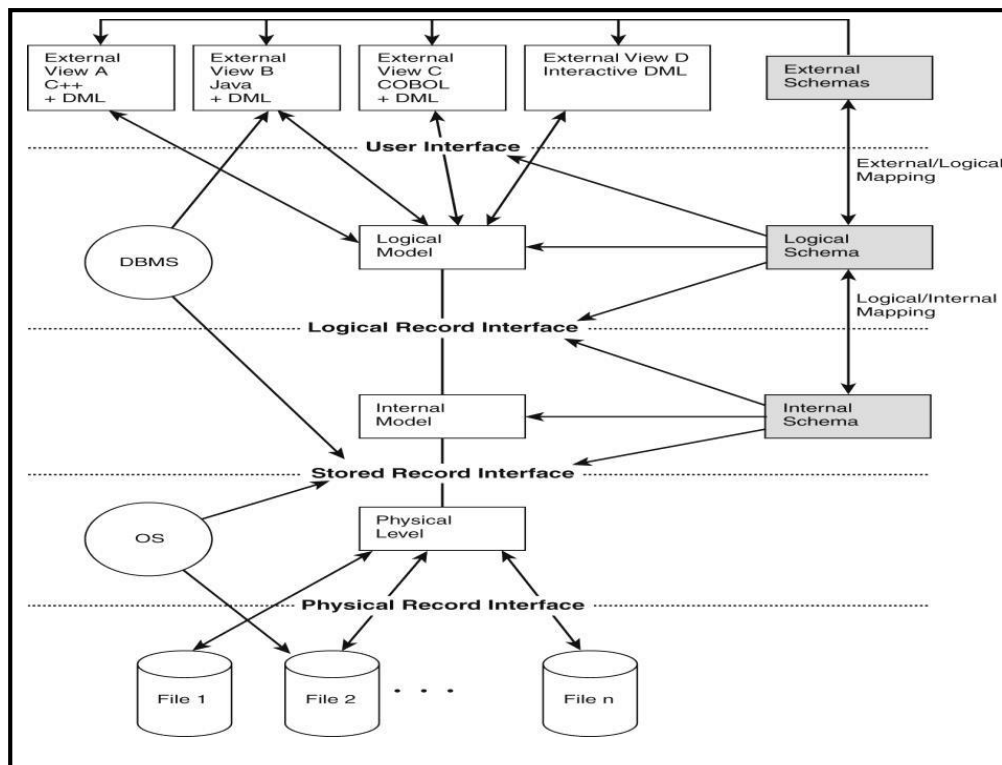 External
View A
C++
+ DML
External
View B
Java
+ DML
External
View C
COBOL
+ DML
External View D
Interactive DML
External
Schemas
User Interface
External/Logical
Mapping
DBMS
Logical
Model
Logical
Schema
Logical Record Interface
Logical/Internal
Mapping
Internal
Model
Internal
Schema
Stored Record Interface
OS
Physical
Level
Physical Record Interface
File 1
File 2
. . .
File n